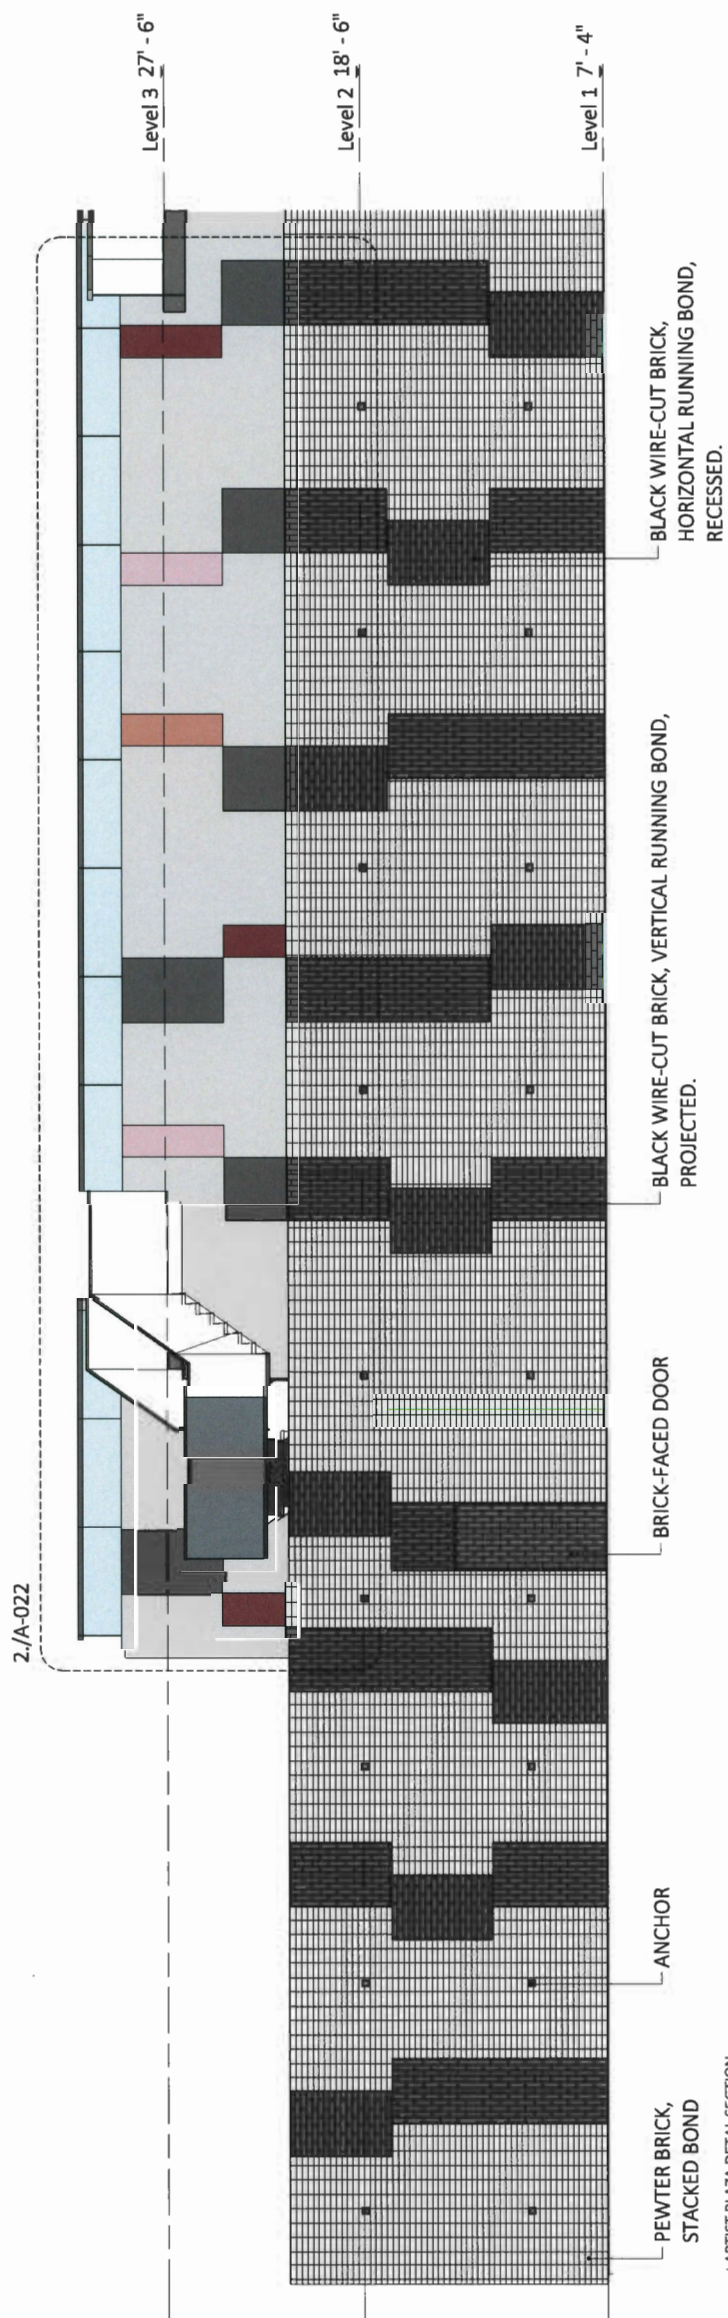 2./A-022
Level 3 27' - 6"
Level 2 18' - 6"
Level 1 7' - 4"
PEWTER BRICK,
STACKED BOND
ANCHOR
BRICK-FACED DOOR
BLACK WIRE-CUT BRICK, VERTICAL RUNNING BOND,
PROJECTED.
BLACK WIRE-CUT BRICK,
HORIZONTAL RUNNING BOND,
RECESSED.